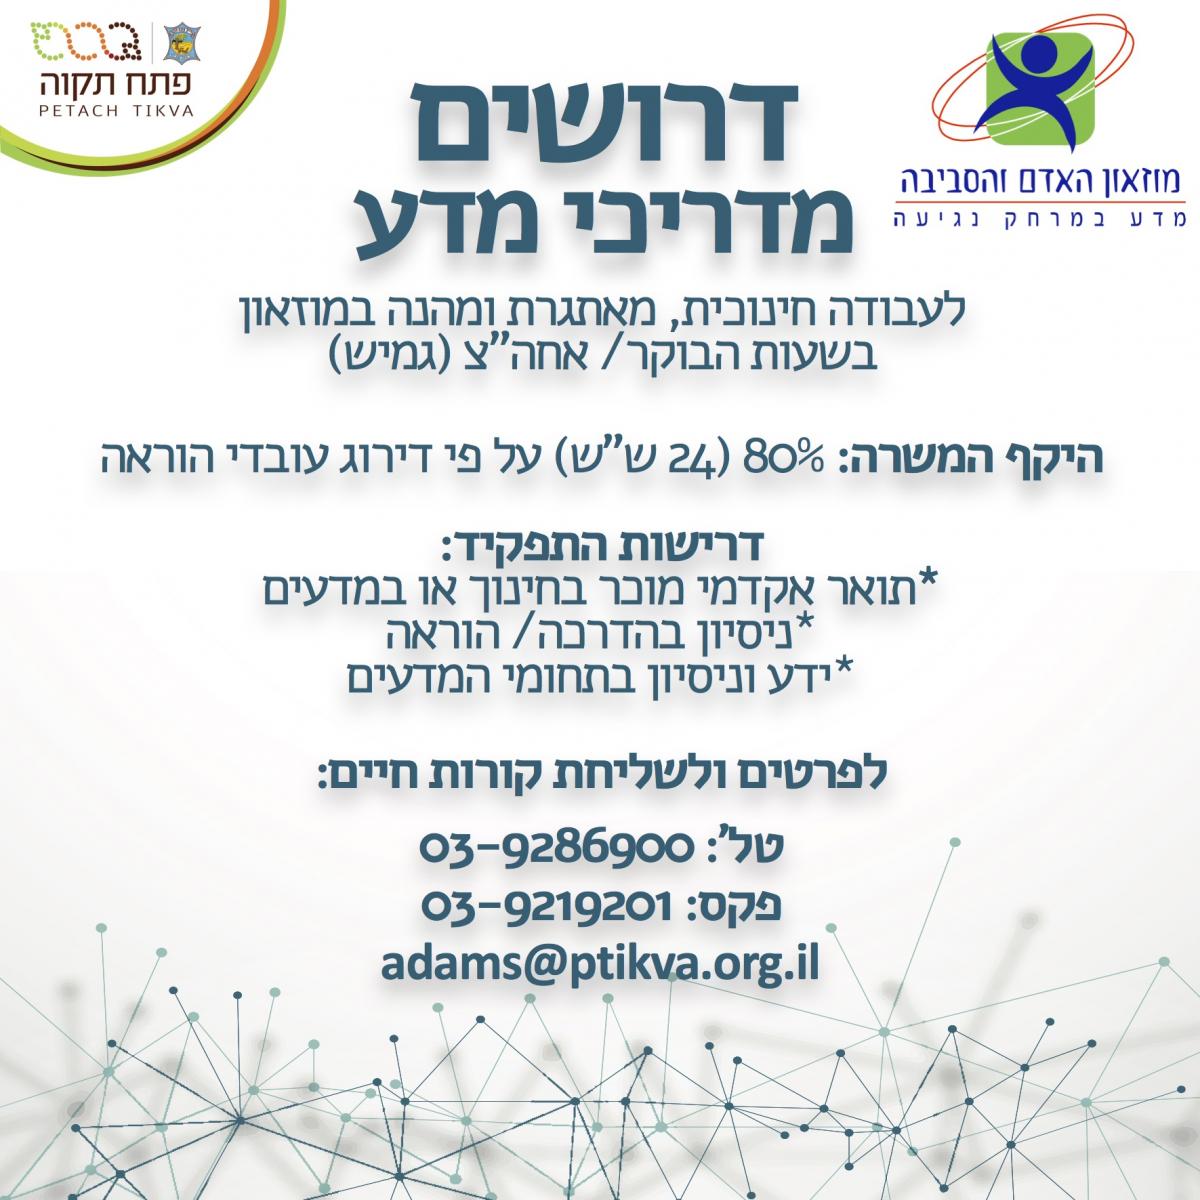 פתח תקוה
PETACH TIKVA
מוזאון האדם והסביבה
מדע במרחק נגיעה
דרושים
מדריכי מדע
לעבודה חינוכית, מאתגרת ומהנה במוזאון
בשעות הבוקר/ אחה"צ (גמיש)
היקף המשרה: 80% (24 ש"ש) על פי דירוג עובדי הוראה
דרישות התפקיד:
*תואר אקדמי מוכר בחינוך או במדעים
*ניסיון בהדרכה/ הוראה
*ידע וניסיון בתחומי המדעים
לפרטים ולשליחת קורות חיים:
טל': 03-9286900
פקס: 03-9219201
adams@ptikva.org.il